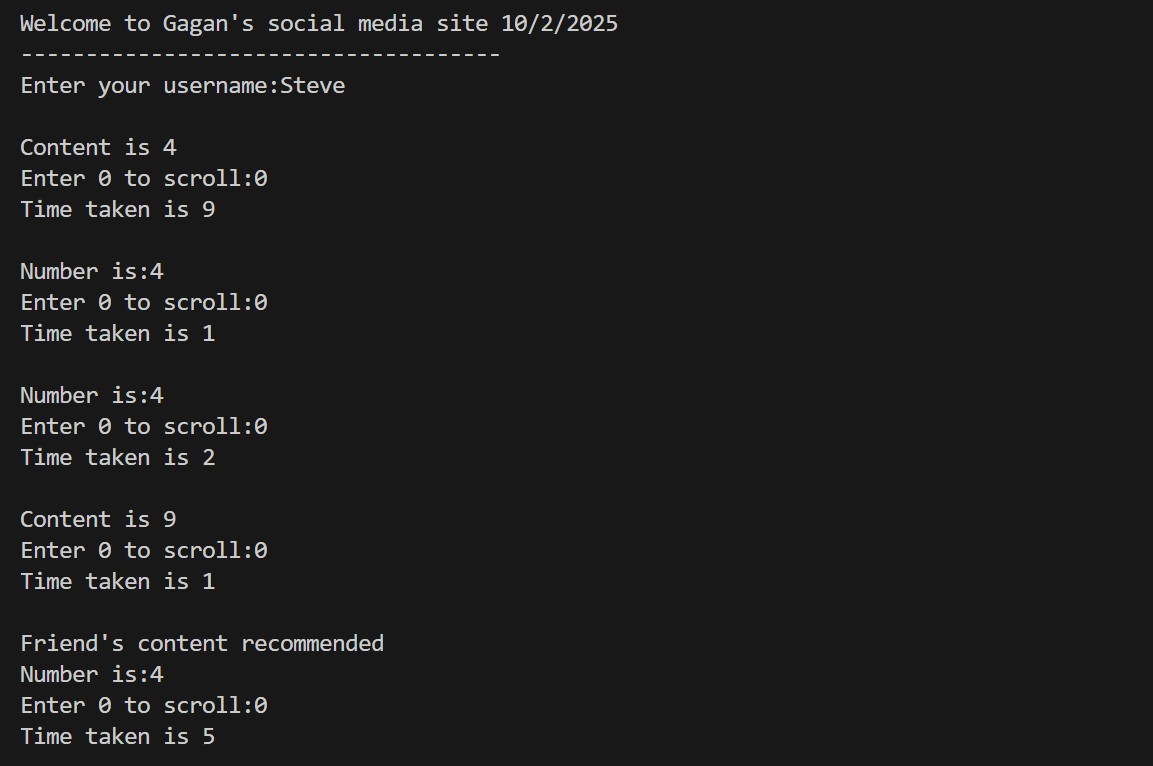 Welcome to Gagan's social media site 10/2/2025
-------------------------------------
Enter your username:Steve
Content is 4
Enter 0 to scroll:0
Time taken is 9
Number is:4
Enter 0 to scroll:0
Time taken is 1
Number is:4
Enter 0 to scroll:0
Time taken is 2
Content is 9
Enter 0 to scroll:0
Time taken is 1
Friend's content recommended
Number is:4
Enter 0 to scroll:0
Time taken is 5